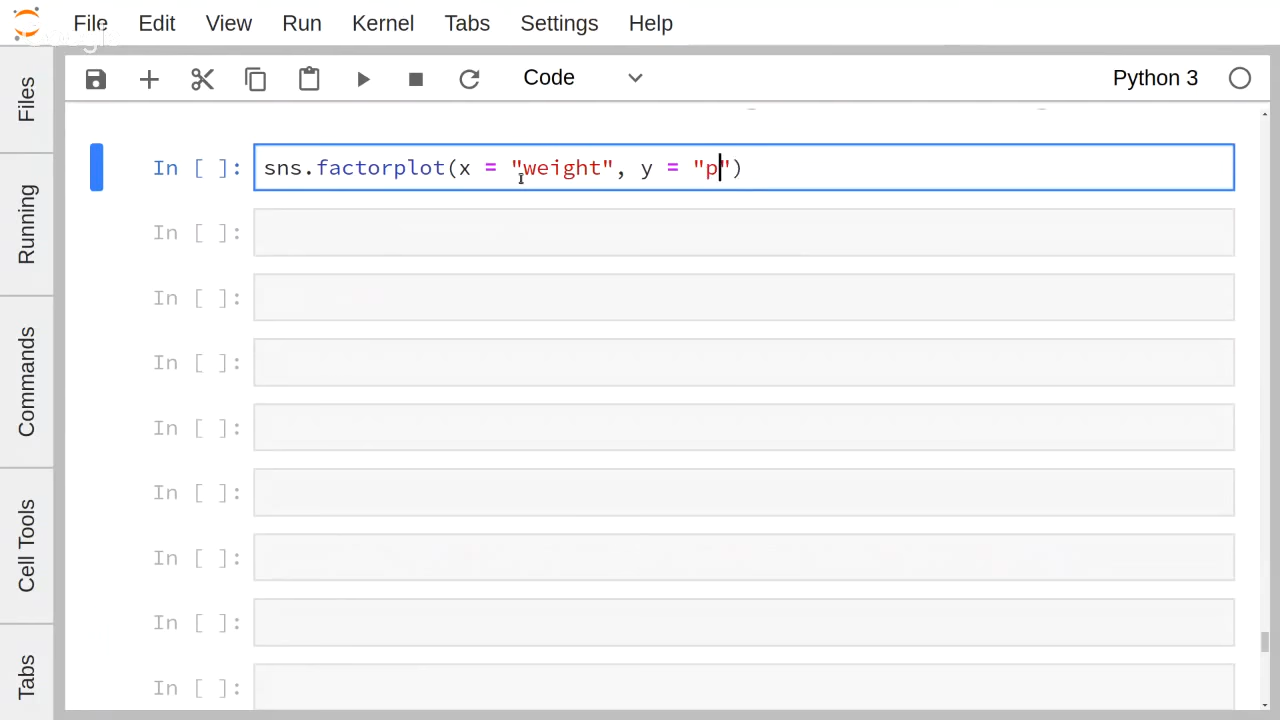 File Edit View Run Kernel Tabs Settings Help
Code
Python 3
Files
Running
Commands
Cell Tools
Tabs
In [ ]: sns.factorplot(x = "weight", y = "p")
In [ ]:
In [ ]:
In [ ]:
In [ ]:
In [ ]:
In [ ]:
In [ ]:
In [ ]: